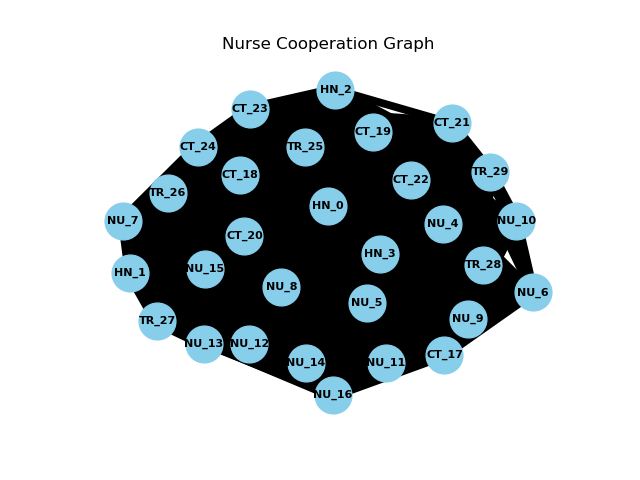 Nurse Cooperation Graph
HN_2
CT_23
CT_21
CT_19
CT_24
TR_25
TR_29
CT_18
CT_22
TR_26
HN_0
NU_7
NU_4
NU_10
CT_20
HN_3
TR_28
NU_15
HN_1
NU_8
NU_6
NU_5
TR_27
NU_9
NU_13
NU_12
CT_17
NU_14
NU_11
NU_16